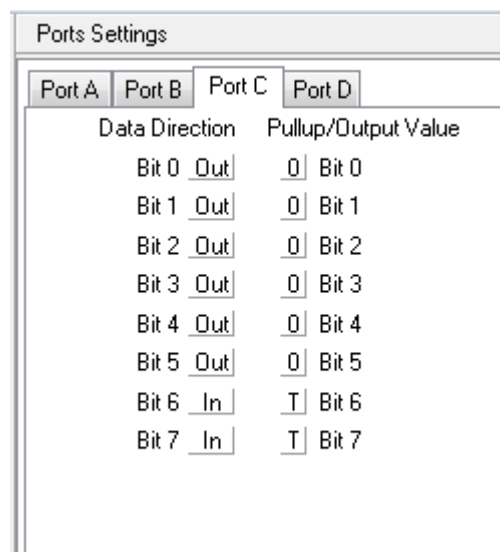 Ports Settings
Port A Port B Port C Port D
Data Direction Pullup/Output Value
Bit 0 Out 0 Bit 0
Bit 1 Out 0 Bit 1
Bit 2 Out 0 Bit 2
Bit 3 Out 0 Bit 3
Bit 4 Out 0 Bit 4
Bit 5 Out 0 Bit 5
Bit 6 In T Bit 6
Bit 7 In T Bit 7